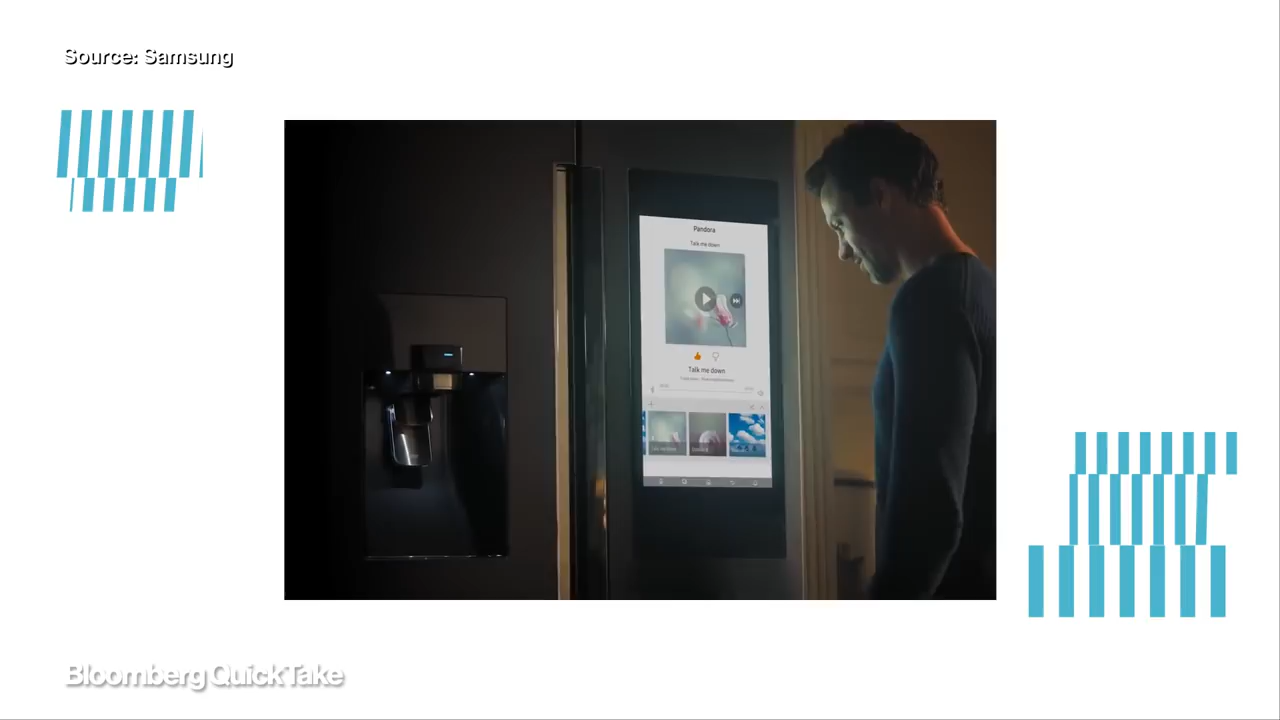 Source: Samsung
Pandora
Talk me down
Talk me down
Bloomberg QuickTake